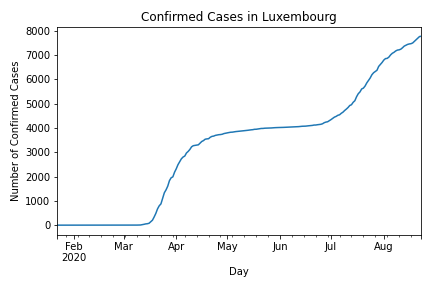 Confirmed Cases in Luxembourg
8000
7000
6000
5000
4000
3000
2000
1000
0
Number of Confirmed Cases
Feb Mar Apr May Jun Jul Aug
2020
Day